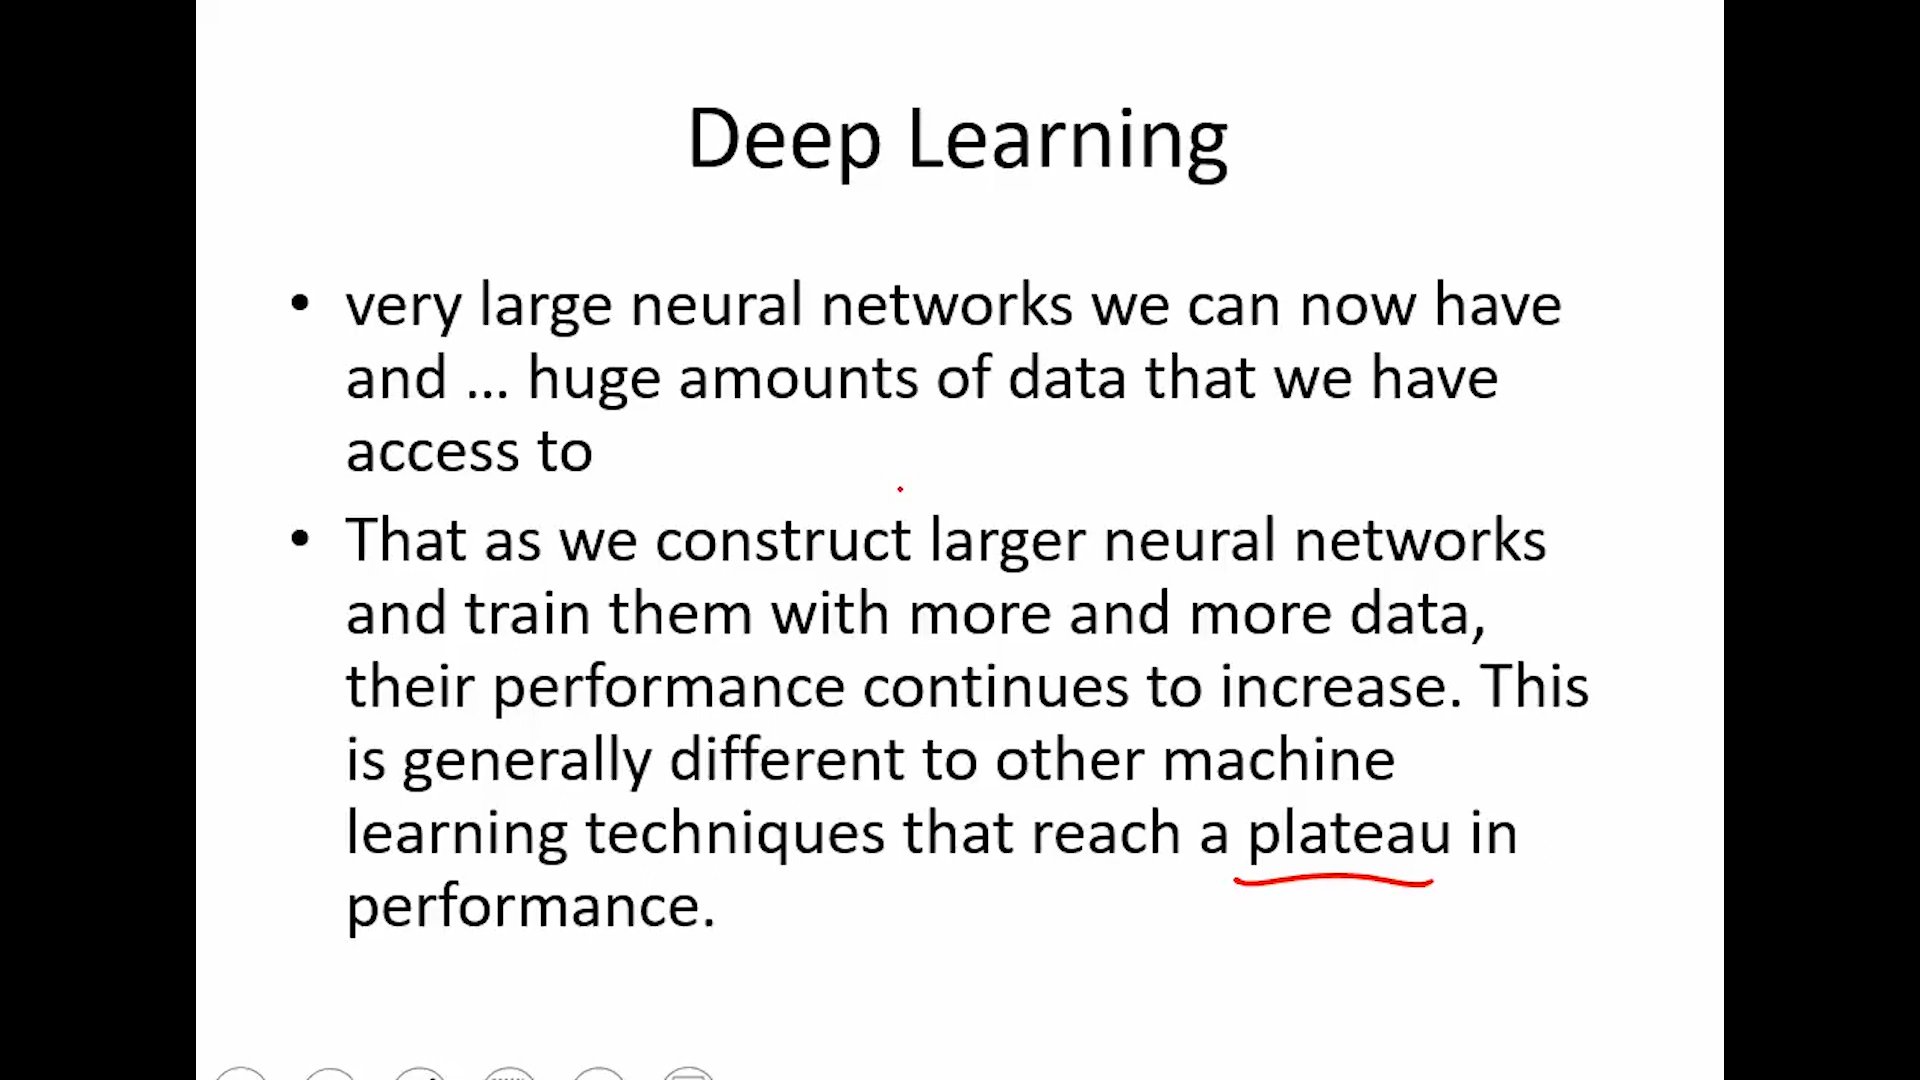 Deep Learning
• very large neural networks we can now have
and ... huge amounts of data that we have
access to
• That as we construct larger neural networks
and train them with more and more data,
their performance continues to increase. This
is generally different to other machine
learning techniques that reach a plateau in
performance.